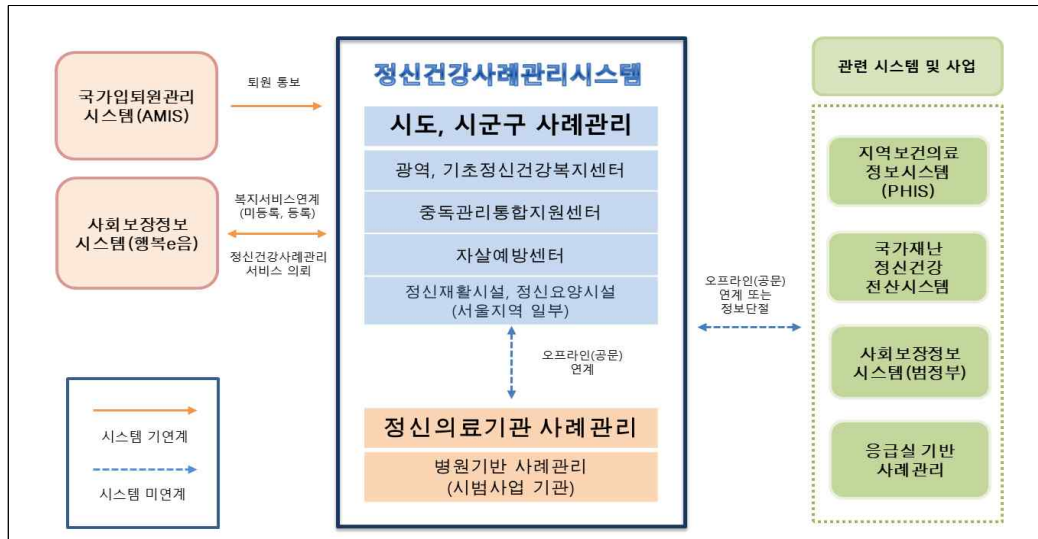 국가입퇴원관리
시스템(AMIS)
퇴원 통보
사회보장정보
시스템(행복e음)
복지서비스연계
(미등록, 등록)
정신건강사례관리
서비스 의뢰
시스템 기연계
시스템 미연계
정신건강사례관리시스템
시도, 시군구 사례관리
광역, 기초정신건강복지센터
중독관리통합지원센터
자살예방센터
정신재활시설, 정신요양시설
(서울지역 일부)
오프라인(공문)
연계
정신의료기관 사례관리
병원기반 사례관리
(시범사업 기관)
오프라인(공문)
연계 또는
정보단절
관련 시스템 및 사업
지역보건의료
정보시스템
(PHIS)
국가재난
정신건강
전산시스템
사회보장정보
시스템(범정부)
응급실 기반
사례관리